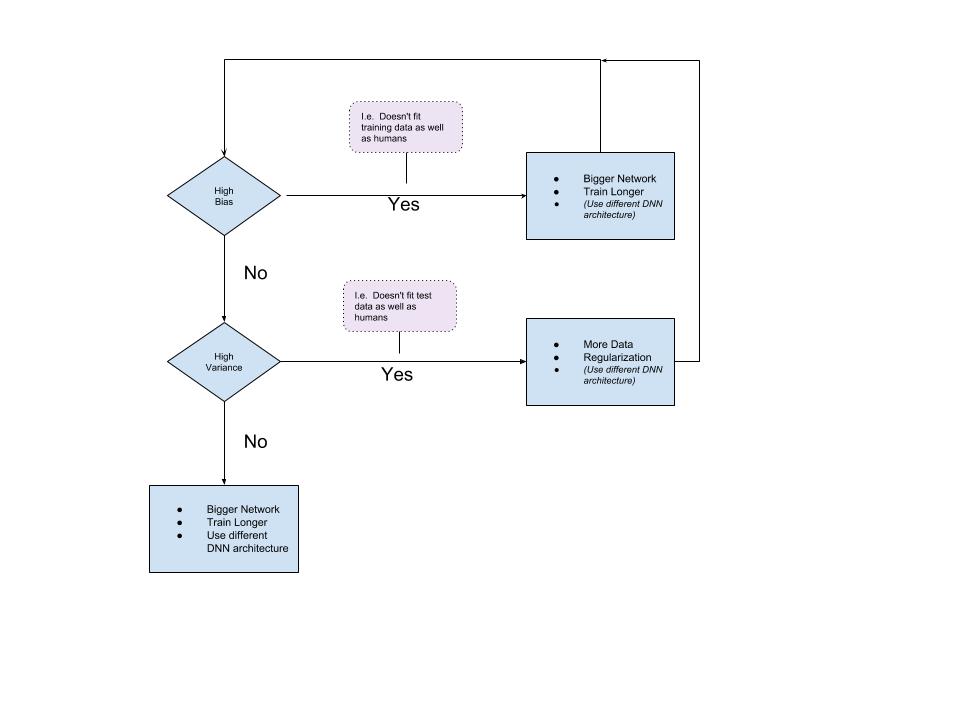 I.e. Doesn't fit
training data as well
as humans
High
Bias
Yes
● Bigger Network
● Train Longer
● (Use different DNN
architecture)
No
I.e. Doesn't fit test
data as well as
humans
High
Variance
Yes
● More Data
● Regularization
● (Use different DNN
architecture)
No
● Bigger Network
● Train Longer
● Use different
DNN architecture